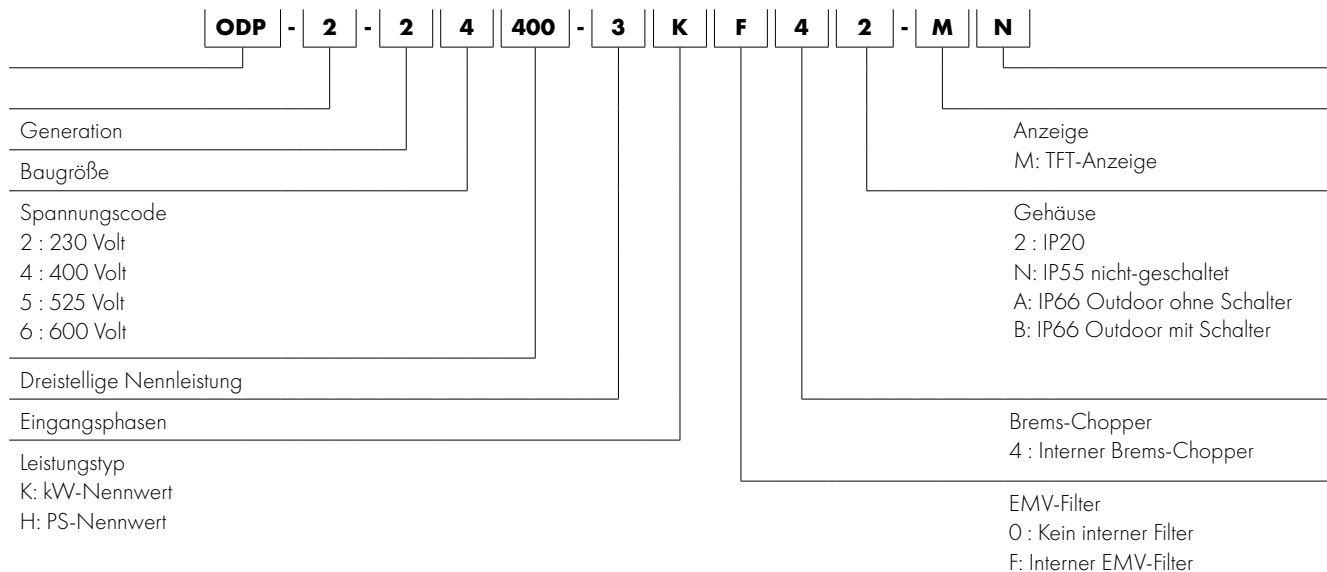 ODP - 2 - 2 4 400 - 3 K F 4 2 - M N
Generation
Baugröße
Spannungscode
2 : 230 Volt
4 : 400 Volt
5 : 525 Volt
6 : 600 Volt
Dreistellige Nennleistung
Eingangsphasen
Leistungstyp
K: kW-Nennwert
H: PS-Nennwert
Anzeige
M: TFT-Anzeige
Gehäuse
2 : IP20
N: IP55 nicht-geschaltet
A: IP66 Outdoor ohne Schalter
B: IP66 Outdoor mit Schalter
Brems-Chopper
4 : Interner Brems-Chopper
EMV-Filter
0 : Kein interner Filter
F: Interner EMV-Filter